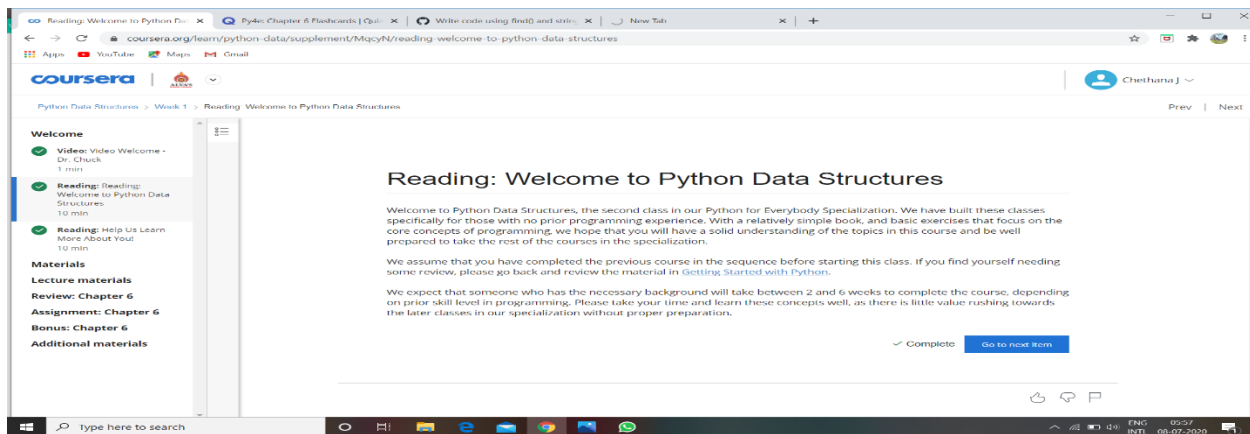 Reading: Welcome to Python Dat
Py4e: Chapter 6 Flashcards | Quiz
Write code using find() and string
New Tab
coursera.org/learn/python-data/supplement/MqcyN/reading-welcome-to-python-data-structures
Apps YouTube Maps Gmail
coursera
ALVA'S
Chethana J
Python Data Structures > Week 1 > Reading: Welcome to Python Data Structures
Prev | Next
Welcome
Video: Video Welcome -
Dr. Chuck
1 min
Reading: Reading:
Welcome to Python Data
Structures
10 min
Reading: Help Us Learn
More About You!
10 min
Materials
Lecture materials
Review: Chapter 6
Assignment: Chapter 6
Bonus: Chapter 6
Additional materials
Reading: Welcome to Python Data Structures
Welcome to Python Data Structures, the second class in our Python for Everybody Specialization. We have built these classes
specifically for those with no prior programming experience. With a relatively simple book, and basic exercises that focus on the
core concepts of programming, we hope that you will have a solid understanding of the topics in this course and be well
prepared to take the rest of the courses in the specialization.
We assume that you have completed the previous course in the sequence before starting this class. If you find yourself needing
some review, please go back and review the material in Getting Started with Python.
We expect that someone who has the necessary background will take between 2 and 6 weeks to complete the course, depending
on prior skill level in programming. Please take your time and learn these concepts well, as there is little value rushing towards
the later classes in our specialization without proper preparation.
Complete
Go to next item
Type here to search
ENG
INTL
05:57
08-07-2020